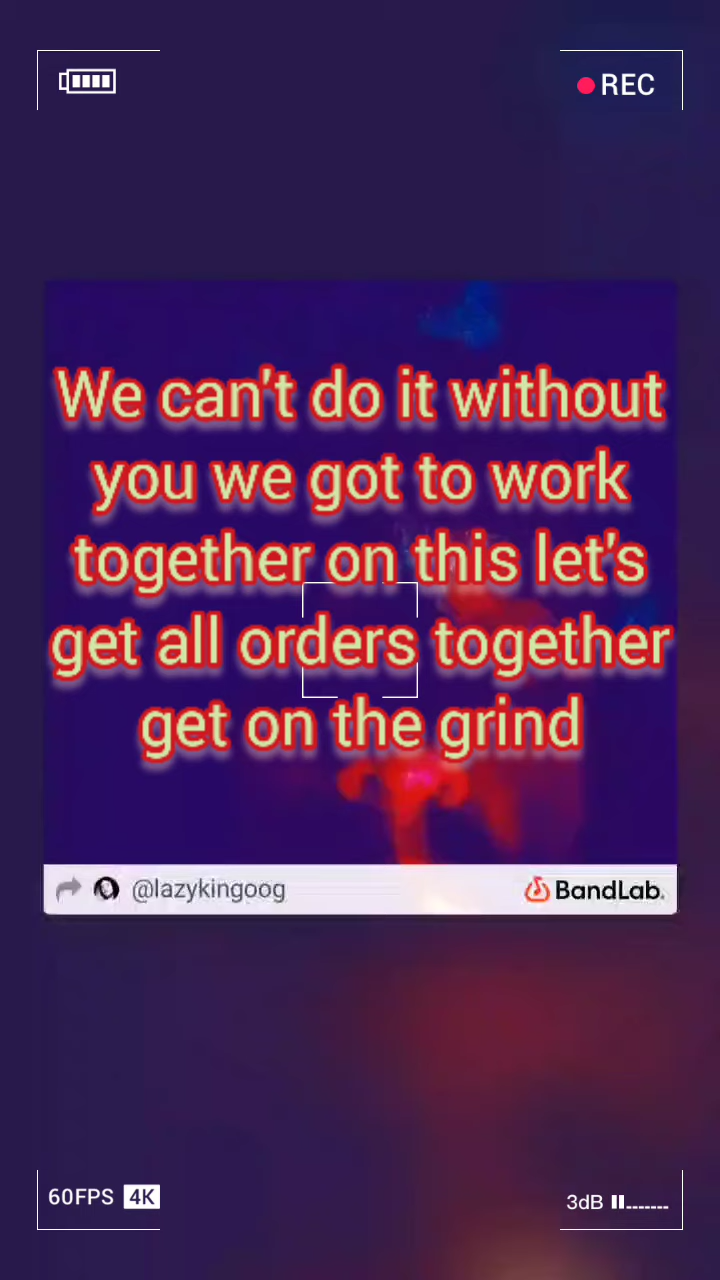 REC
We can't do it without
you we got to work
together on this let's
get all orders together
get on the grind
@lazykingoog
BandLab.
60FPS 4K
3dB